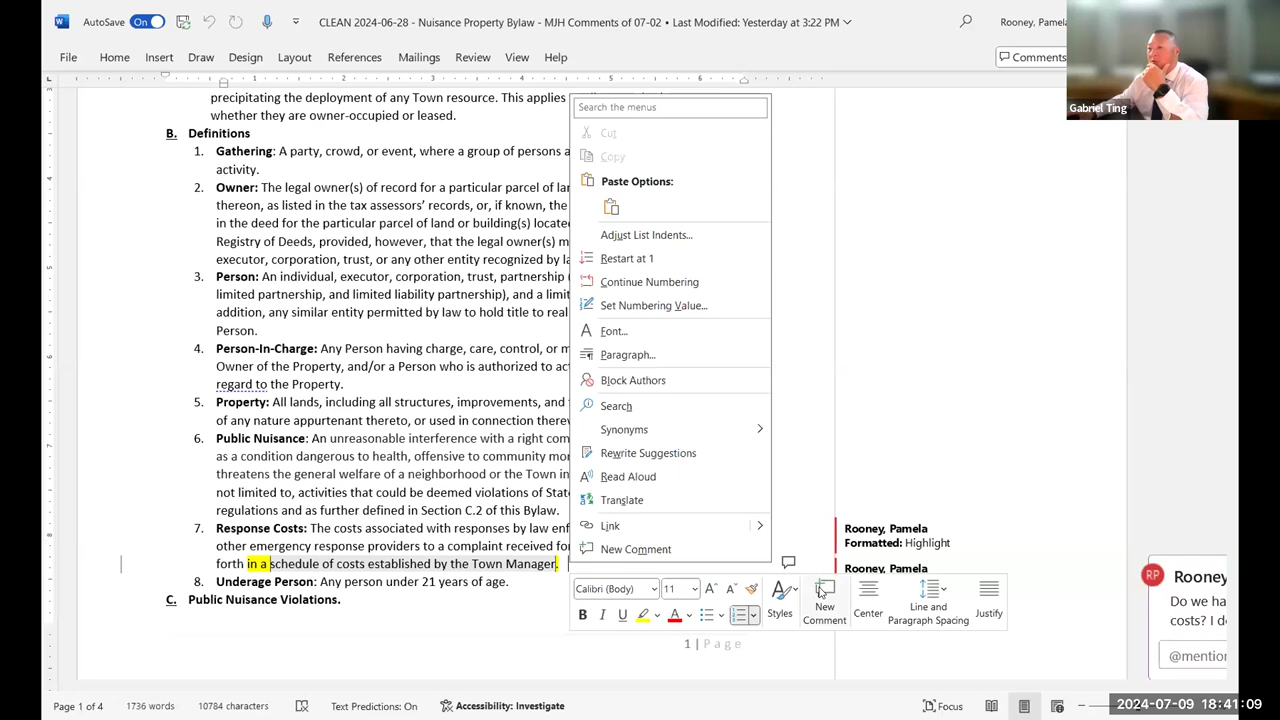 AutoSave On
CLEAN 2024-06-28 - Nuisance Property Bylaw - MJH Comments of 07-02 • Last Modified: Yesterday at 3:22 PM
Rooney, Pamela
File Home Insert Draw Design Layout References Mailings Review View Help
Comments
Gabriel Ting
1 2 3 4 5 6
precipitating the deployment of any Town resource. This applies
whether they are owner-occupied or leased.
B. Definitions
1. Gathering: A party, crowd, or event, where a group of persons a
activity.
2. Owner: The legal owner(s) of record for a particular parcel of lan
thereon, as listed in the tax assessors' records, or, if known, the
in the deed for the particular parcel of land or building(s) located
Registry of Deeds, provided, however, that the legal owner(s) m
executor, corporation, trust, or any other entity recognized by la
3. Person: An individual, executor, corporation, trust, partnership (
limited partnership, and limited liability partnership), and a limit
addition, any similar entity permitted by law to hold title to real
Person.
4. Person-In-Charge: Any Person having charge, care, control, or m
Owner of the Property, and/or a Person who is authorized to act
regard to the Property.
5. Property: All lands, including all structures, improvements, and
of any nature appurtenant thereto, or used in connection therew
6. Public Nuisance: An unreasonable interference with a right com
as a condition dangerous to health, offensive to community mor
threatens the general welfare of a neighborhood or the Town in
not limited to, activities that could be deemed violations of State
regulations and as further defined in Section C.2 of this Bylaw.
7. Response Costs: The costs associated with responses by law enf
other emergency response providers to a complaint received for
forth in a schedule of costs established by the Town Manager.
8. Underage Person: Any person under 21 years of age.
C. Public Nuisance Violations.
1 | Page
Search the menus
Cut
Copy
Paste Options:
Adjust List Indents...
Restart at 1
Continue Numbering
Set Numbering Value...
Font...
Paragraph...
Block Authors
Search
Synonyms
Rewrite Suggestions
Read Aloud
Translate
Link
New Comment
Calibri (Body) 11
B I U
Styles
New
Comment
Center
Line and
Paragraph Spacing
Justify
Rooney, Pamela
Formatted: Highlight
Rooney, Pamela
RP Roone
Do we ha
costs? I d
@mention
Page 1 of 4 1736 words 10784 characters Text Predictions: On Accessibility: Investigate Focus
2024-07-09 18:41:09